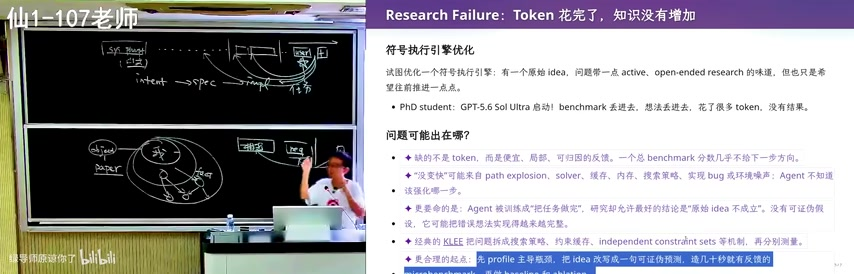 仙1-107老师
sys prompt
user
intent → spec → impl
任务
object
paper
我
req
绿导师原谅你了 bilibili
Research Failure：Token 花完了，知识没有增加
符号执行引擎优化
试图优化一个符号执行引擎：有一个原始 idea，问题带一点 active、open-ended research 的味道，但也只是希
望往前推进一点点。
• PhD student：GPT-5.6 Sol Ultra 启动！benchmark 丢进去，想法丢进去，花了很多 token，没有结果。
问题可能出在哪？
• ✦ 缺的不是 token，而是便宜、局部、可归因的反馈。一个总 benchmark 分数几乎不给下一步方向。
• ✦ “没变快”可能来自 path explosion、solver、缓存、内存、搜索策略、实现 bug 或环境噪声：Agent 不知道
该强化哪一步。
• ✦ 更要命的是：Agent 被训练成“把任务做完”，研究却允许最好的结论是“原始 idea 不成立”。没有可证伪假
设，它可能把错误想法实现得越来越完整。
• ✦ 经典的 KLEE 把问题拆成搜索策略、约束缓存、independent constraint sets 等机制，再分别测量。
• ✦ 更合理的起点：先 profile 主导瓶颈，把 idea 改写成一句可证伪预测，造几十秒就有反馈的